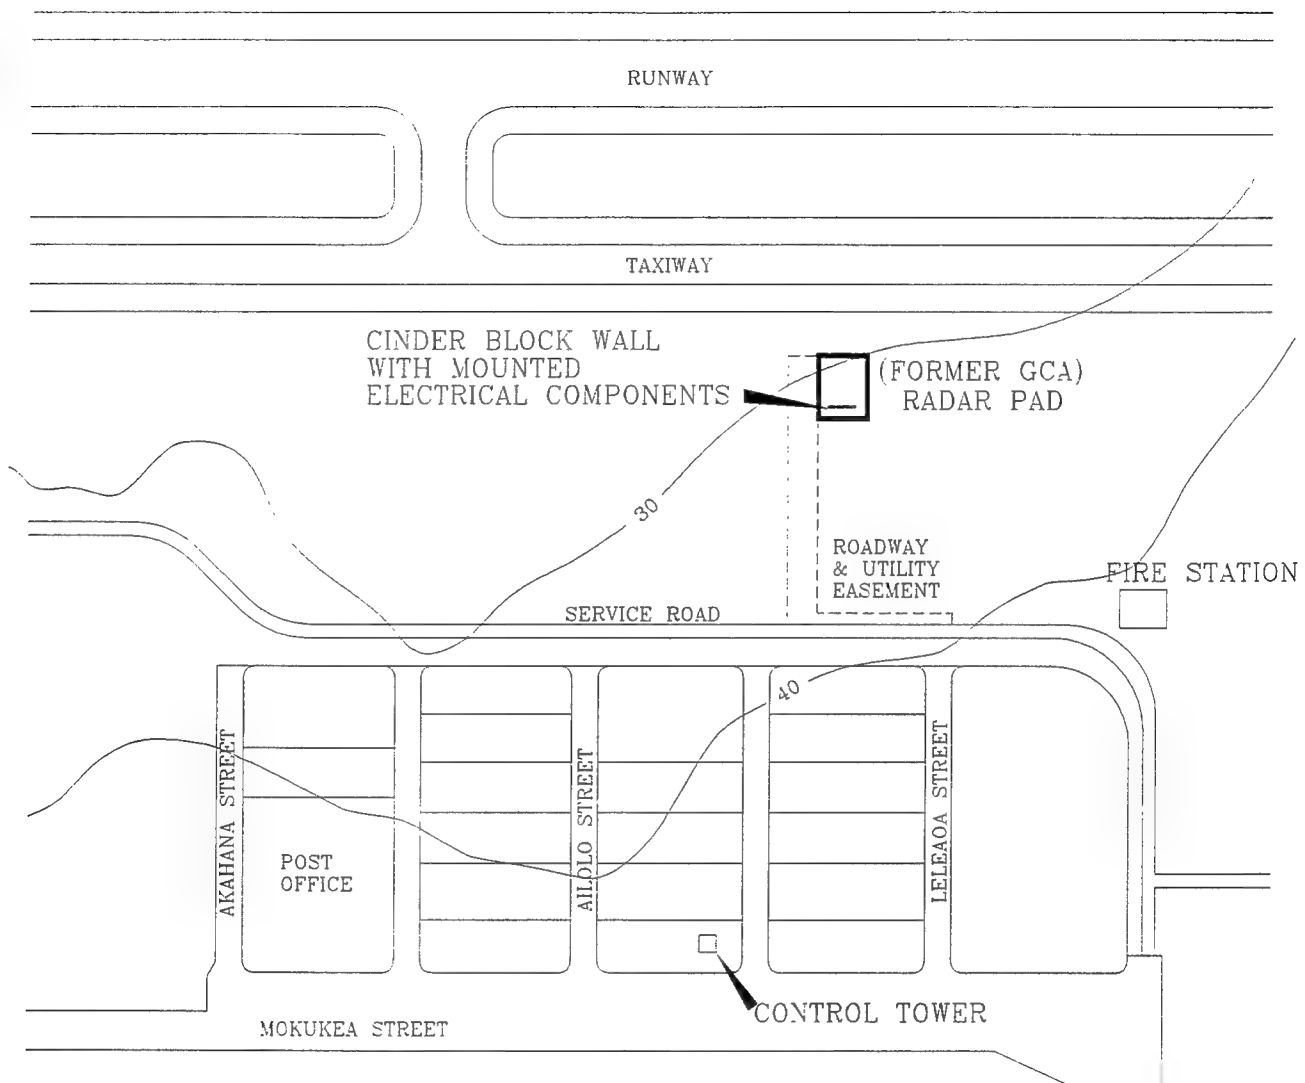 RUNWAY
TAXIWAY
CINDER BLOCK WALL
WITH MOUNTED
ELECTRICAL COMPONENTS
(FORMER GCA)
RADAR PAD
30
ROADWAY
& UTILITY
EASEMENT
FIRE STATION
SERVICE ROAD
40
AKAHANA STREET
AILOLO STREET
LELEAOA STREET
POST
OFFICE
CONTROL TOWER
MOKUKEA STREET